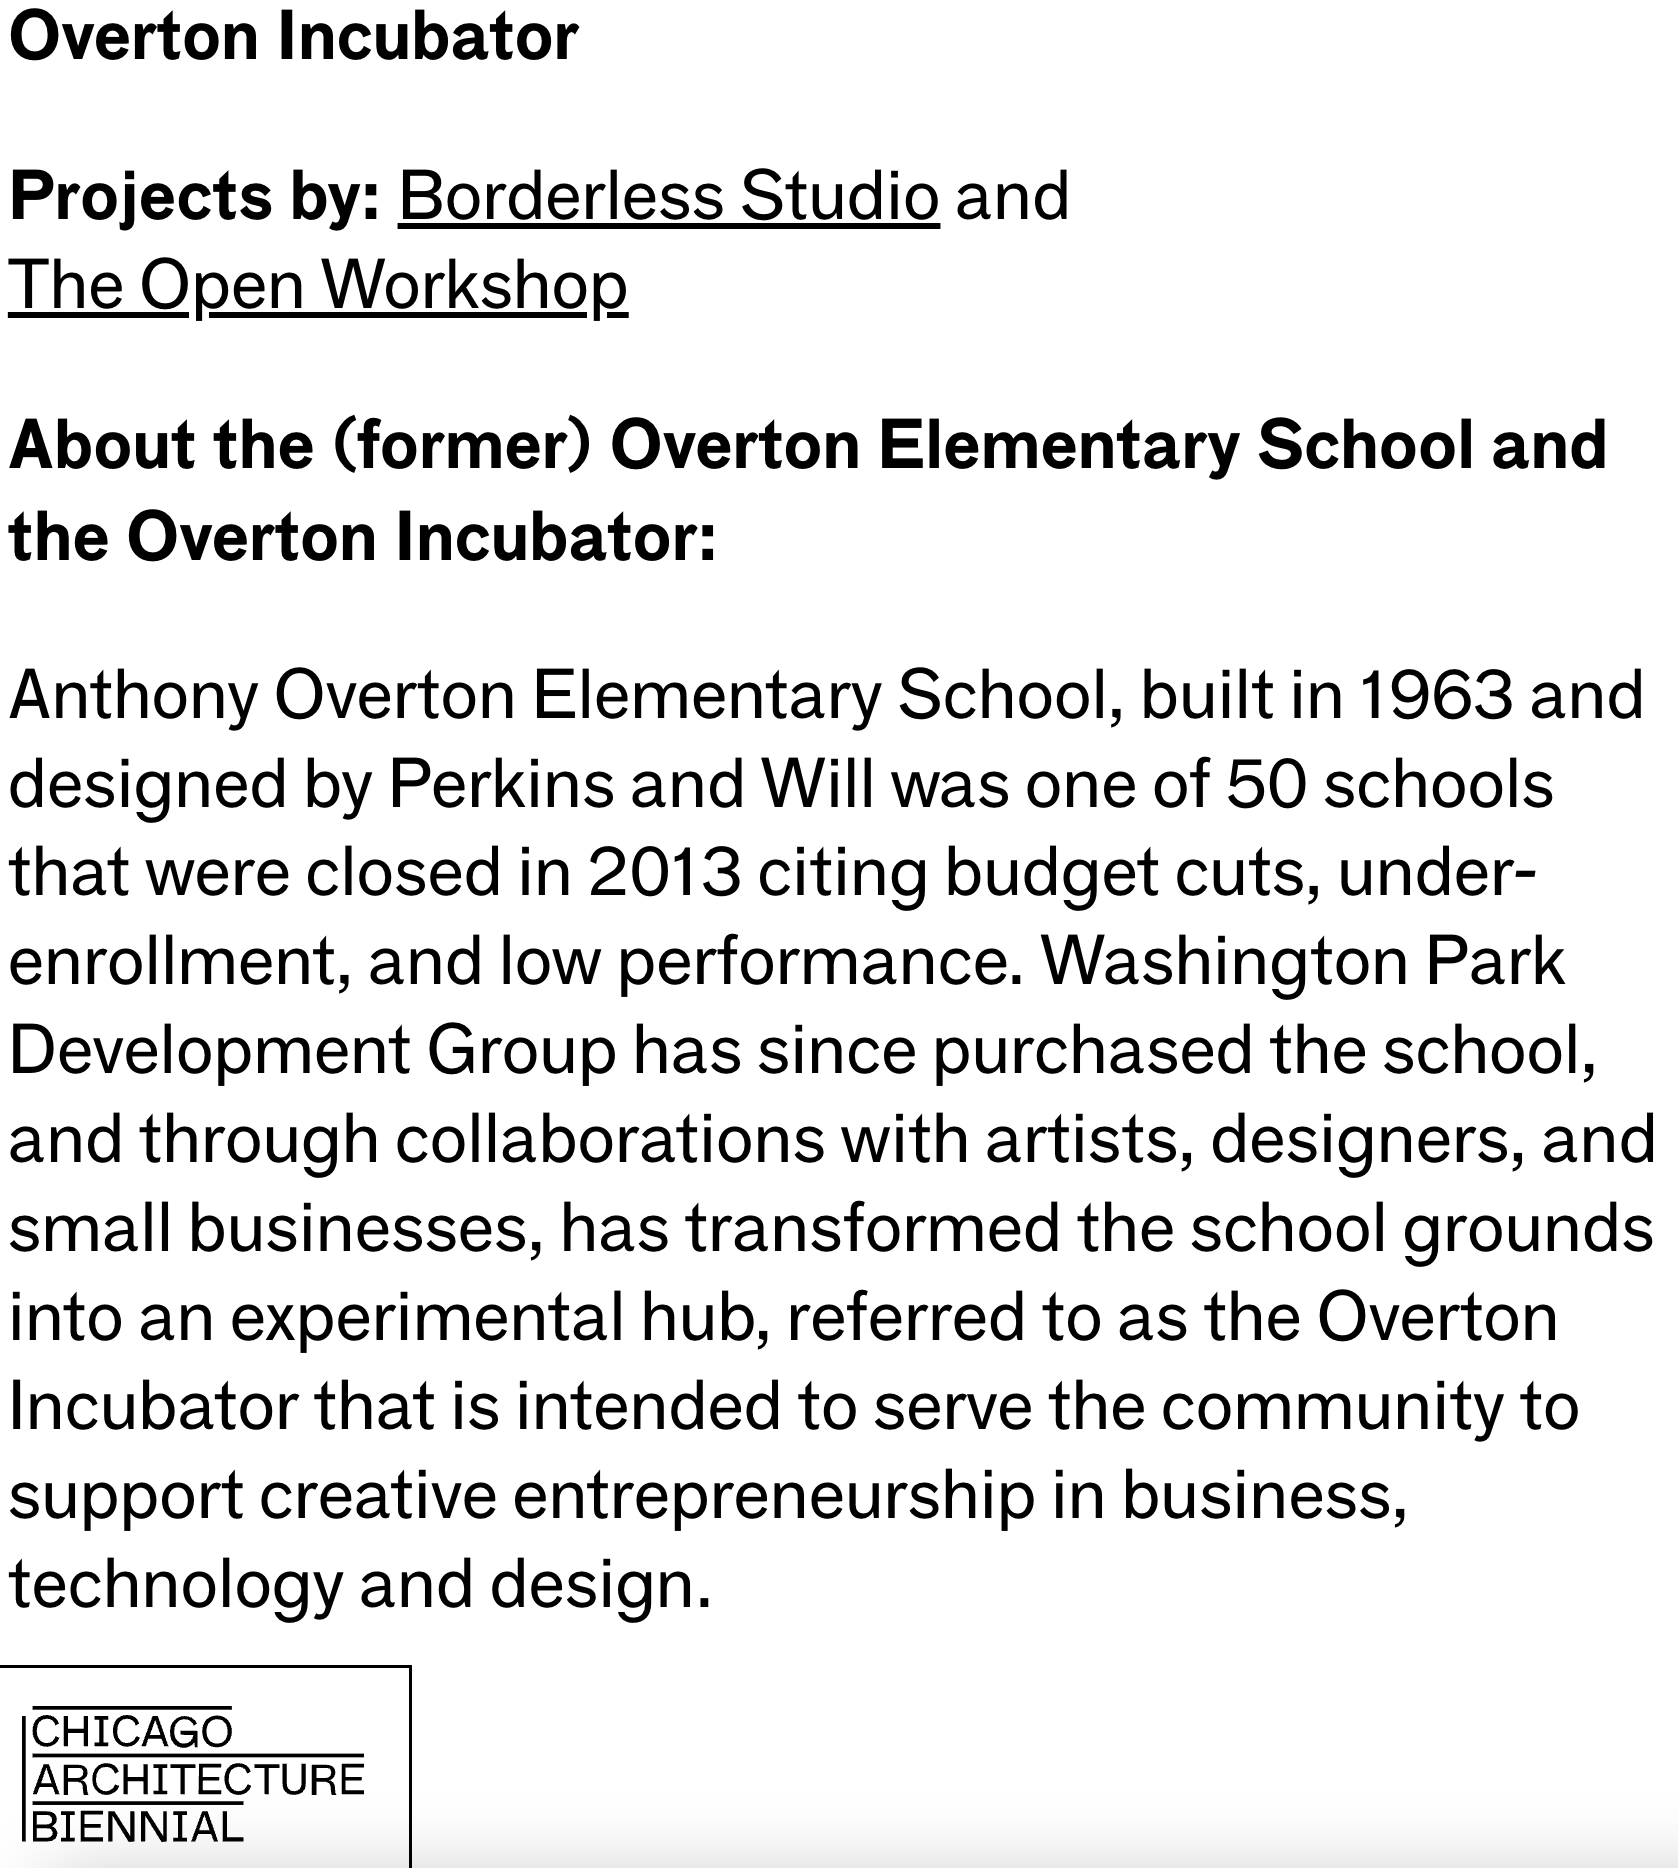 Overton Incubator
Projects by: Borderless Studio and
The Open Workshop
About the (former) Overton Elementary School and
the Overton Incubator:
Anthony Overton Elementary School, built in 1963 and
designed by Perkins and Will was one of 50 schools
that were closed in 2013 citing budget cuts, under-
enrollment, and low performance. Washington Park
Development Group has since purchased the school,
and through collaborations with artists, designers, and
small businesses, has transformed the school grounds
into an experimental hub, referred to as the Overton
Incubator that is intended to serve the community to
support creative entrepreneurship in business,
technology and design.
CHICAGO
ARCHITECTURE
BIENNIAL